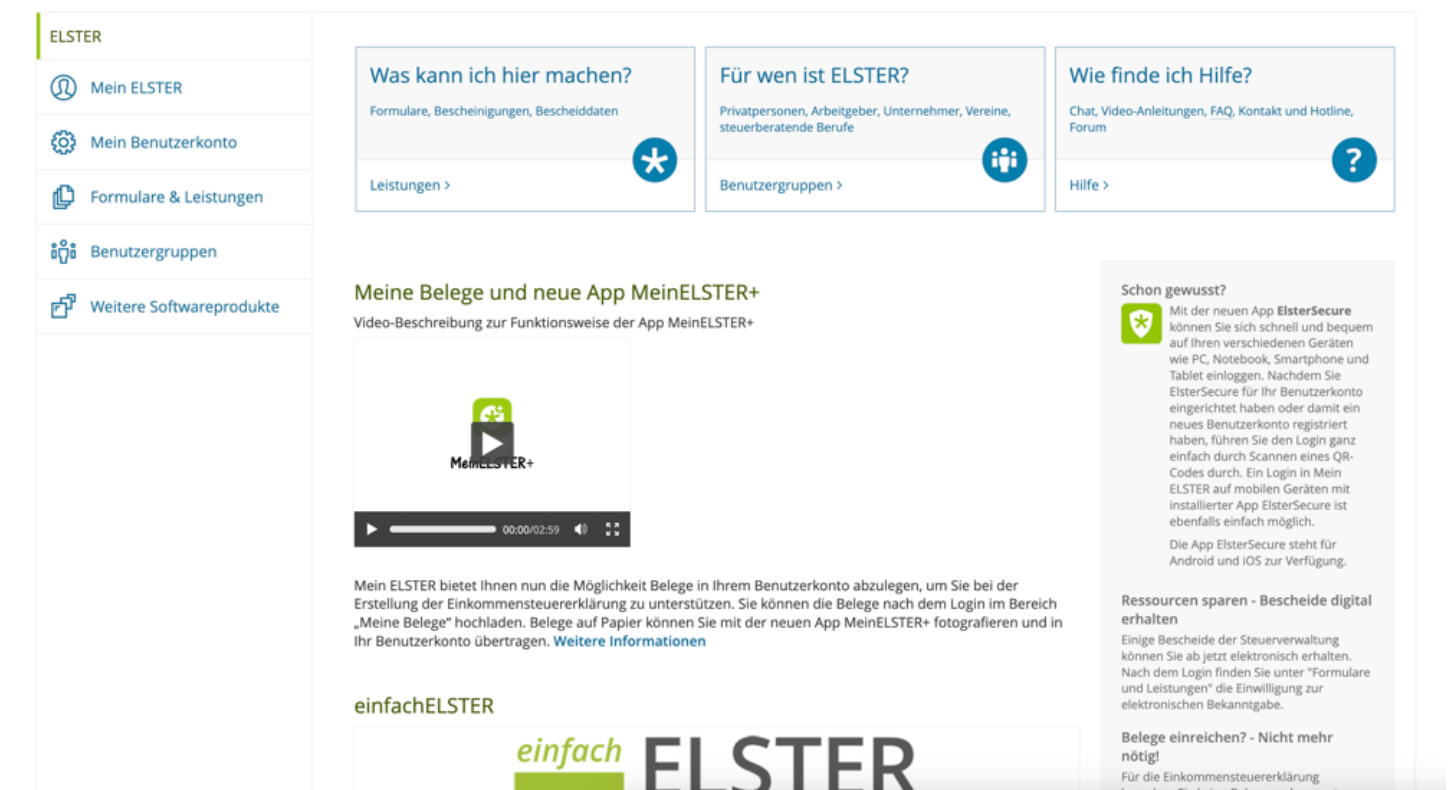 ELSTER
Mein ELSTER
Mein Benutzerkonto
Formulare & Leistungen
Benutzergruppen
Weitere Softwareprodukte
Was kann ich hier machen?
Formulare, Bescheinigungen, Bescheiddaten
Leistungen >
Für wen ist ELSTER?
Privatpersonen, Arbeitgeber, Unternehmer, Vereine,
steuerberatende Berufe
Benutzergruppen >
Wie finde ich Hilfe?
Chat, Video-Anleitungen, FAQ, Kontakt und Hotline,
Forum
?
Hilfe >
Meine Belege und neue App MeinELSTER+
Video-Beschreibung zur Funktionsweise der App MeinELSTER+
MeinELSTER+
00:00/02:59
Mein ELSTER bietet Ihnen nun die Möglichkeit Belege in Ihrem Benutzerkonto abzulegen, um Sie bei der
Erstellung der Einkommensteuererklärung zu unterstützen. Sie können die Belege nach dem Login im Bereich
„Meine Belege“ hochladen. Belege auf Papier können Sie mit der neuen App MeinELSTER+ fotografieren und in
Ihr Benutzerkonto übertragen. Weitere Informationen
einfachELSTER
einfach ELSTER
Schon gewusst?
Mit der neuen App ElsterSecure
können Sie sich schnell und bequem
auf Ihren verschiedenen Geräten
wie PC, Notebook, Smartphone und
Tablet einloggen. Nachdem Sie
ElsterSecure für Ihr Benutzerkonto
eingerichtet haben oder damit ein
neues Benutzerkonto registriert
haben, führen Sie den Login ganz
einfach durch Scannen eines QR-
Codes durch. Ein Login in Mein
ELSTER auf mobilen Geräten mit
installierter App ElsterSecure ist
ebenfalls einfach möglich.
Die App ElsterSecure steht für
Android und iOS zur Verfügung.
Ressourcen sparen - Bescheide digital
erhalten
Einige Bescheide der Steuerverwaltung
können Sie ab jetzt elektronisch erhalten.
Nach dem Login finden Sie unter "Formulare
und Leistungen" die Einwilligung zur
elektronischen Bekanntgabe.
Belege einreichen? - Nicht mehr
nötig!
Für die Einkommensteuererklärung